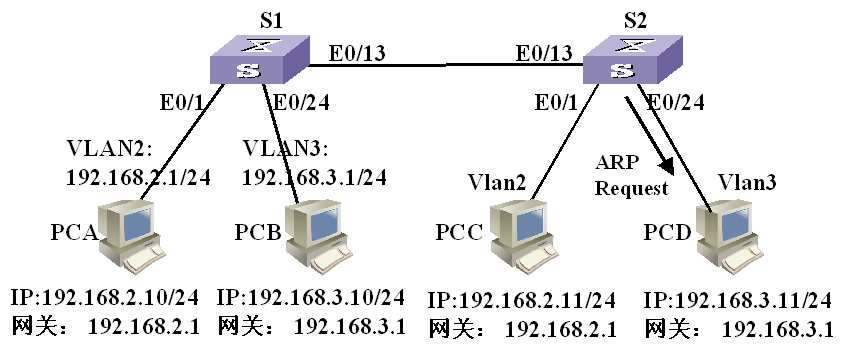 S1
S2
E0/13
E0/13
E0/1
E0/24
E0/1
E0/24
VLAN2:
192.168.2.1/24
VLAN3:
192.168.3.1/24
ARP
Request
Vlan2
Vlan3
PCA
PCB
PCC
PCD
IP:192.168.2.10/24
网关： 192.168.2.1
IP:192.168.3.10/24
网关： 192.168.3.1
IP:192.168.2.11/24
网关： 192.168.2.1
IP:192.168.3.11/24
网关： 192.168.3.1